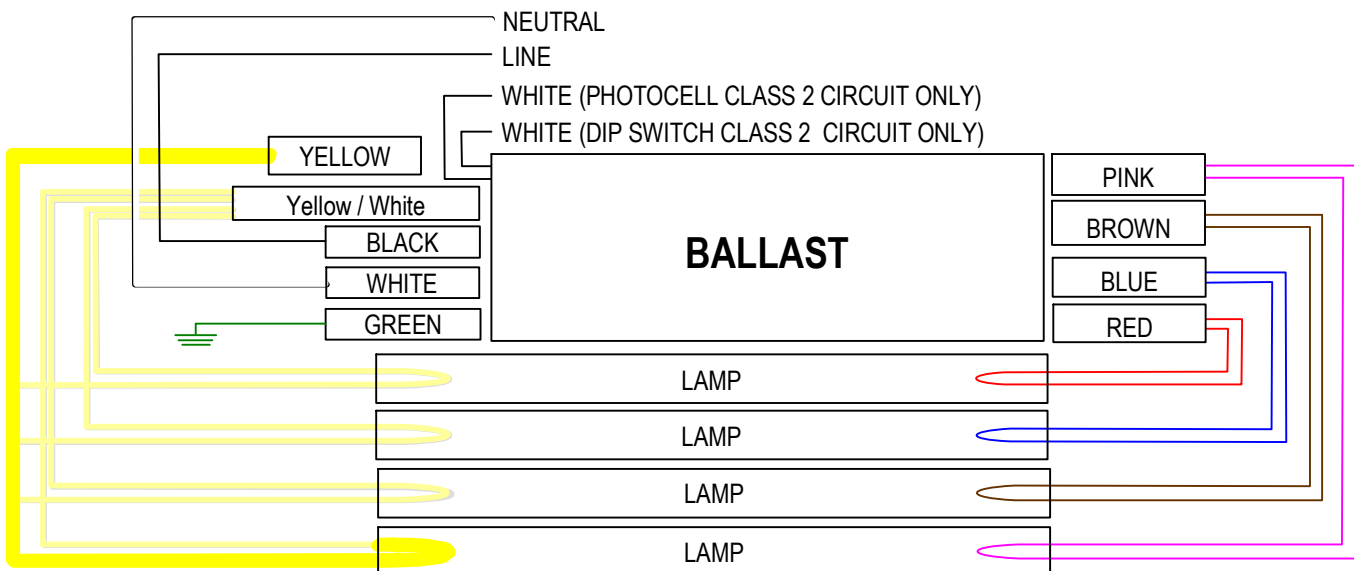 NEUTRAL
LINE
WHITE (PHOTOCELL CLASS 2 CIRCUIT ONLY)
WHITE (DIP SWITCH CLASS 2 CIRCUIT ONLY)
YELLOW
Yellow / White
BLACK
WHITE
GREEN
BALLAST
PINK
BROWN
BLUE
RED
LAMP
LAMP
LAMP
LAMP